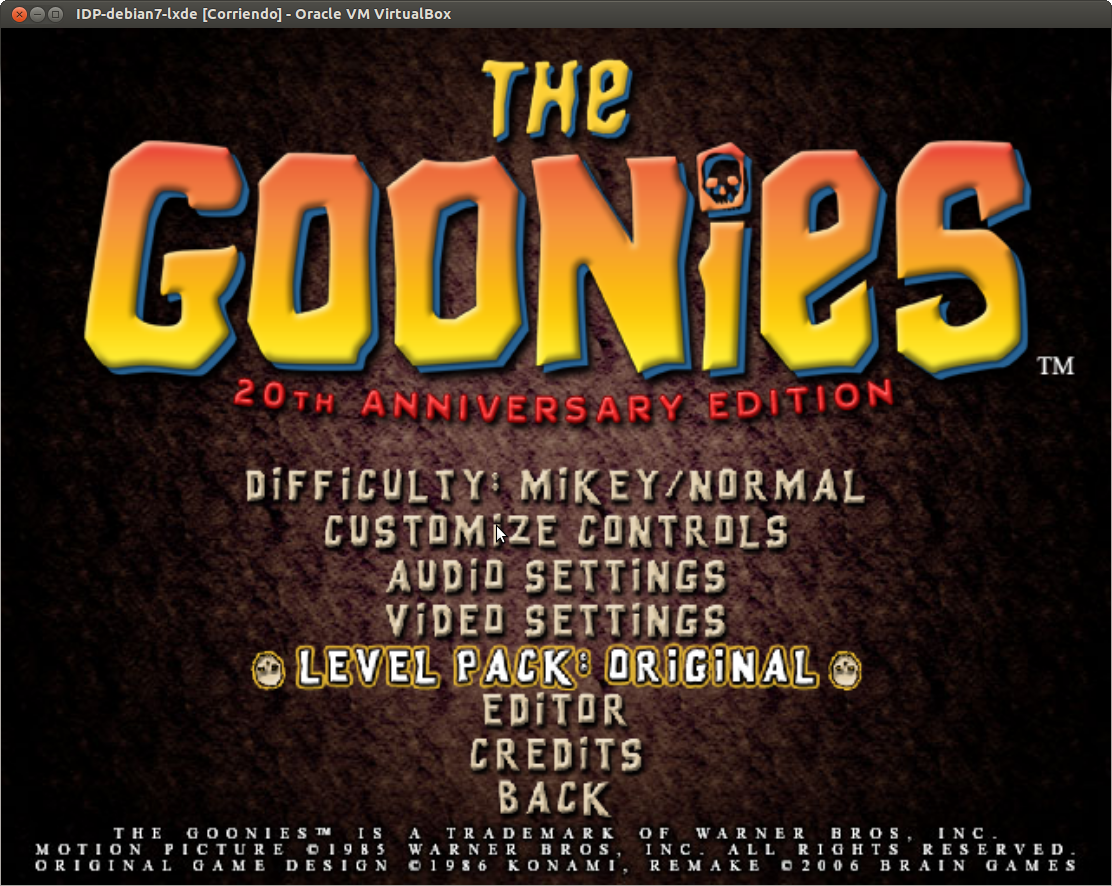 IDP-debian7-lxde [Corriendo] - Oracle VM VirtualBox
THE
GOONiES
TM
20TH ANNIVERSARY EDITION
DiFFiCULTY: MiKEY/NORMAL
CUSTOMiZE CONTROLS
AUDiO SETTiNGS
ViDEO SETTiNGS
LEVEL PACK: ORiGiNAL
EDiTOR
CREDiTS
BACK
THE GOONIES™ IS A TRADEMARK OF WARNER BROS, INC.
MOTION PICTURE ©1985 WARNER BROS, INC. ALL RIGHTS RESERVED.
ORIGINAL GAME DESIGN ©1986 KONAMI, REMAKE ©2006 BRAIN GAMES